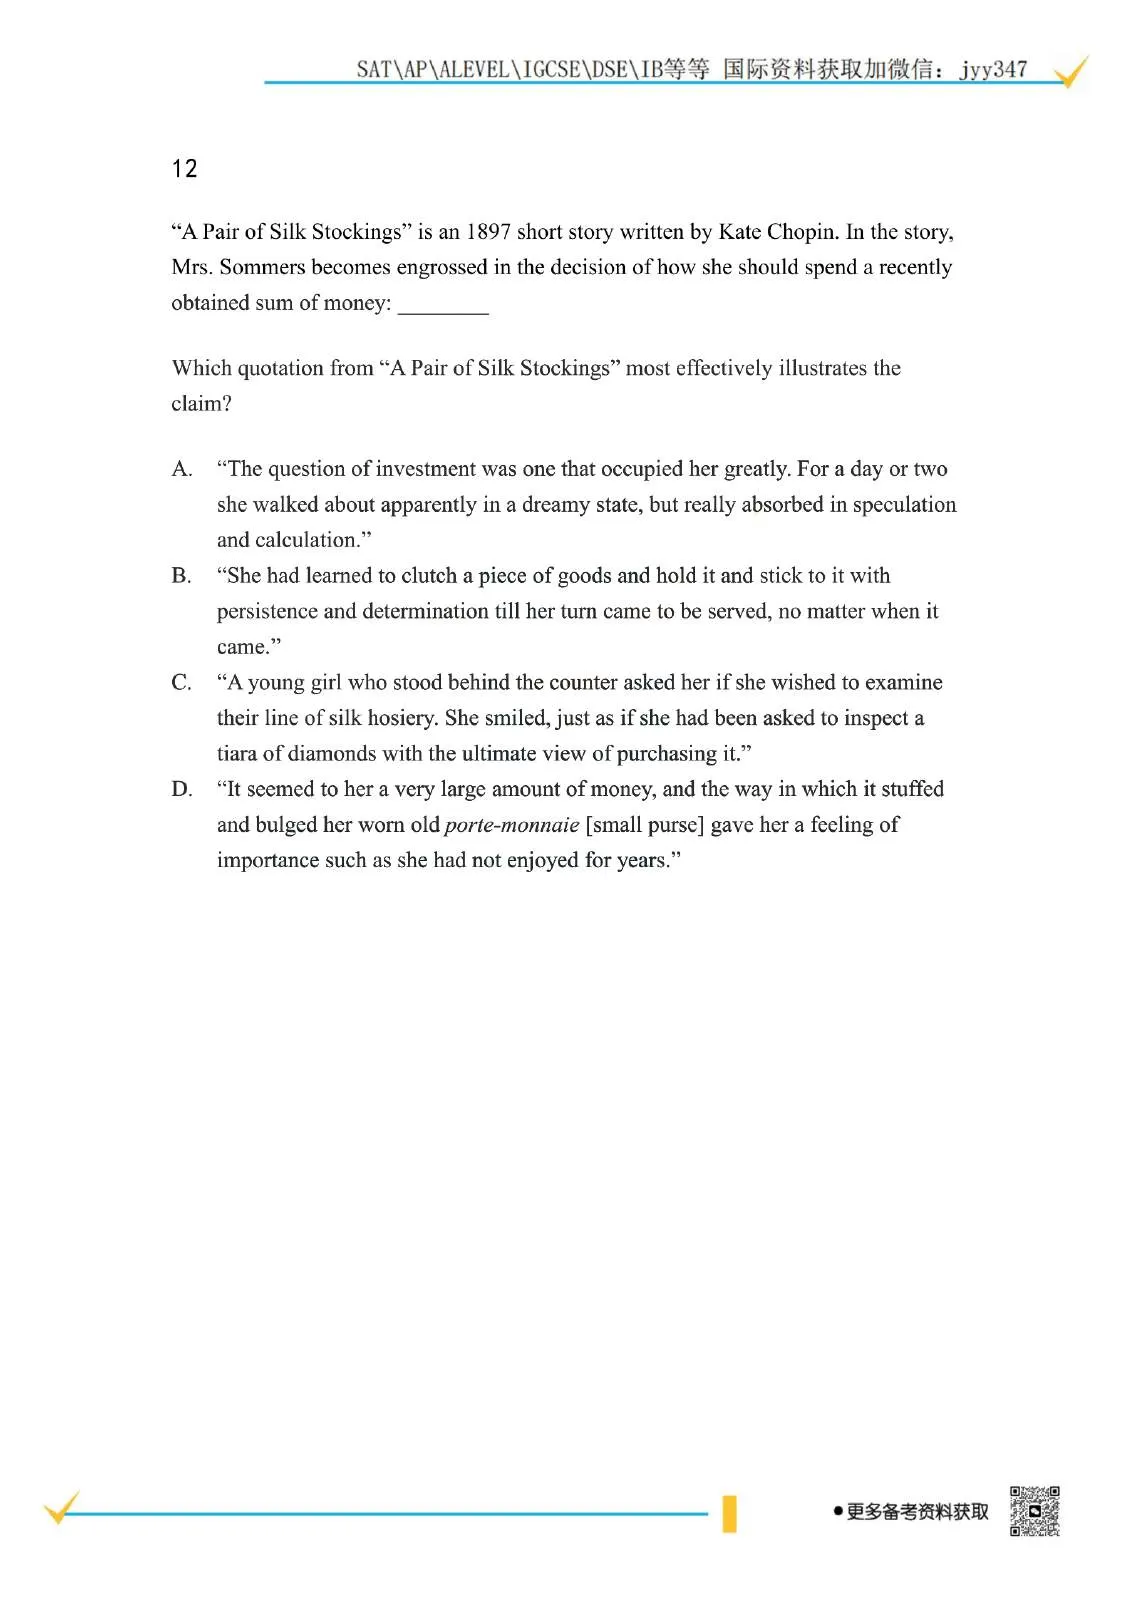 SAT\AP\ALEVEL\IGCSE\DSE\IB等等 国际资料获取加微信：jyy347
12
“A Pair of Silk Stockings” is an 1897 short story written by Kate Chopin. In the story,
Mrs. Sommers becomes engrossed in the decision of how she should spend a recently
obtained sum of money: ________
Which quotation from “A Pair of Silk Stockings” most effectively illustrates the
claim?
A. “The question of investment was one that occupied her greatly. For a day or two
she walked about apparently in a dreamy state, but really absorbed in speculation
and calculation.”
B. “She had learned to clutch a piece of goods and hold it and stick to it with
persistence and determination till her turn came to be served, no matter when it
came.”
C. “A young girl who stood behind the counter asked her if she wished to examine
their line of silk hosiery. She smiled, just as if she had been asked to inspect a
tiara of diamonds with the ultimate view of purchasing it.”
D. “It seemed to her a very large amount of money, and the way in which it stuffed
and bulged her worn old porte-monnaie [small purse] gave her a feeling of
importance such as she had not enjoyed for years.”
●更多备考资料获取